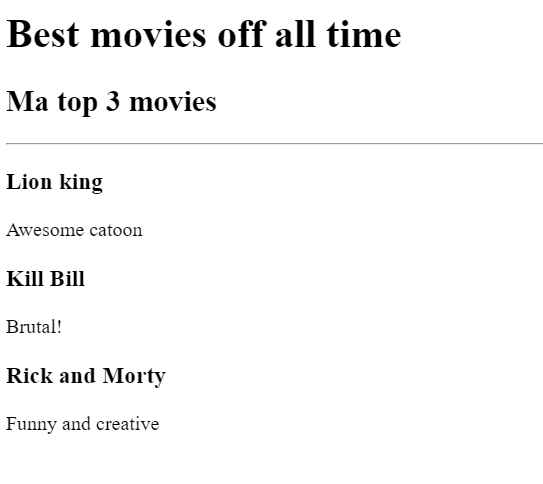 Best movies off all time
Ma top 3 movies
Lion king
Awesome catoon
Kill Bill
Brutal!
Rick and Morty
Funny and creative